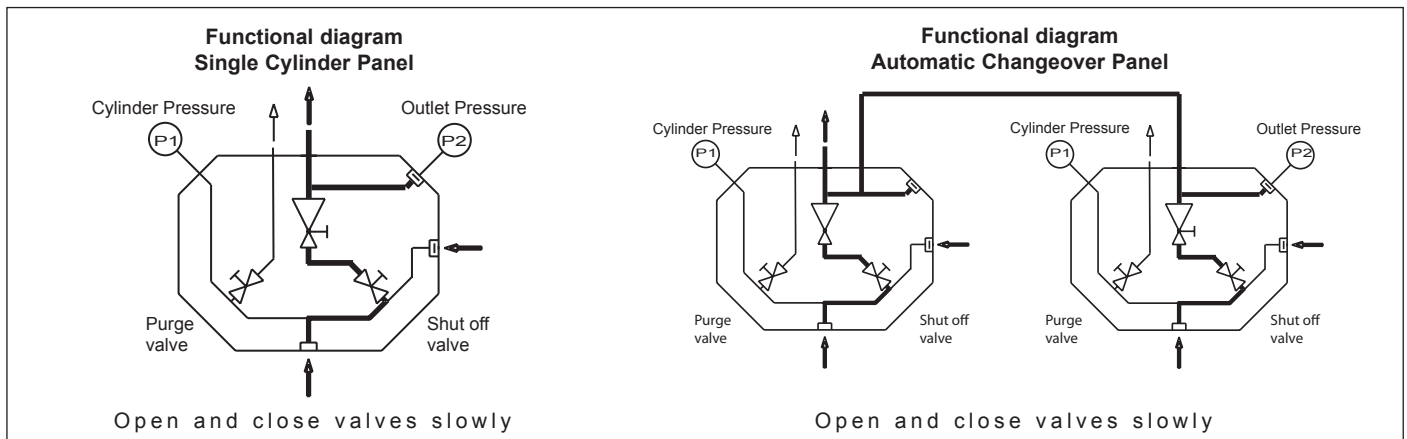 Functional diagram
Single Cylinder Panel
Cylinder Pressure
Outlet Pressure
P1
P2
Purge
valve
Shut off
valve
Open and close valves slowly
Functional diagram
Automatic Changeover Panel
Cylinder Pressure
P1
Cylinder Pressure
P1
Outlet Pressure
P2
Purge
valve
Shut off
valve
Purge
valve
Shut off
valve
Open and close valves slowly